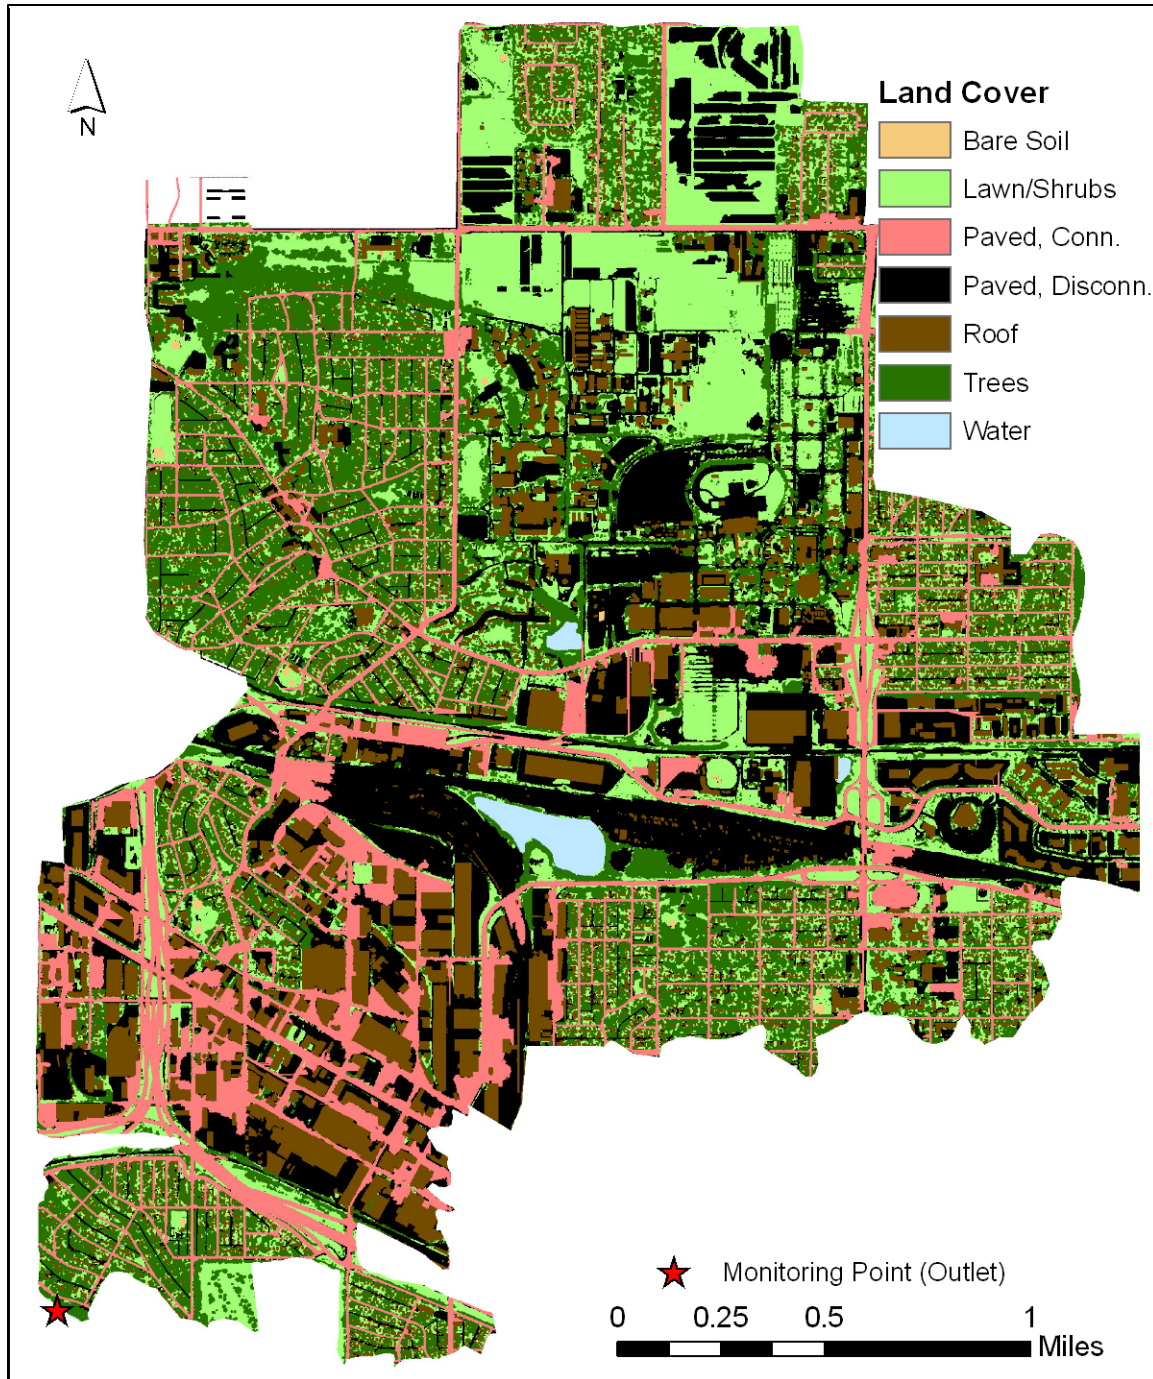 N
Land Cover
Bare Soil
Lawn/Shrubs
Paved, Conn.
Paved, Disconn.
Roof
Trees
Water
Monitoring Point (Outlet)
0 0.25 0.5 1
Miles